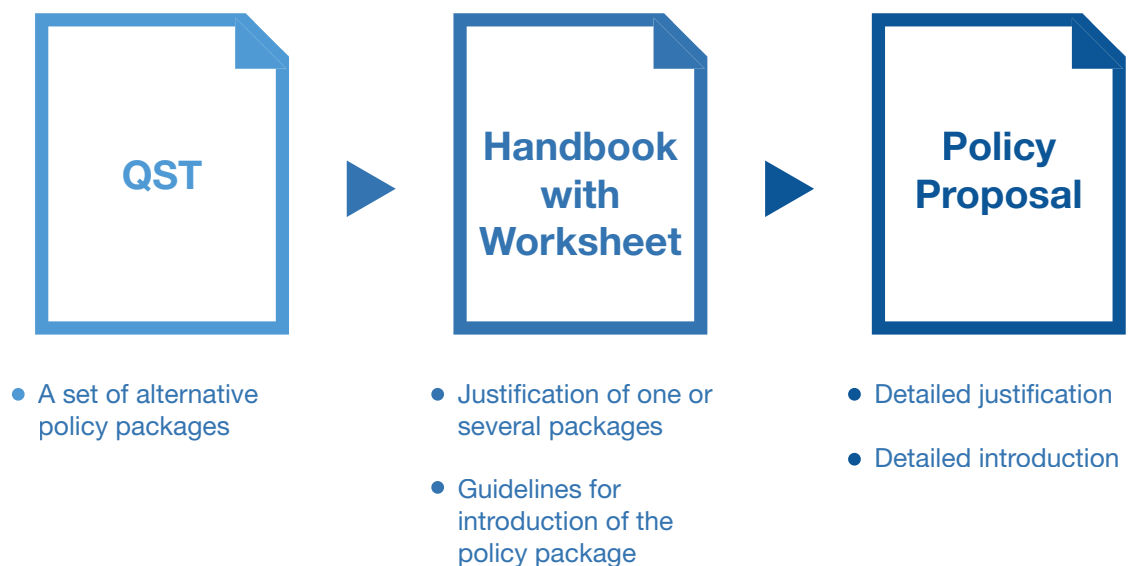 QST
Handbook
with
Worksheet
Policy
Proposal
A set of alternative
policy packages
Justification of one or
several packages
Guidelines for
introduction of the
policy package
Detailed justification
Detailed introduction